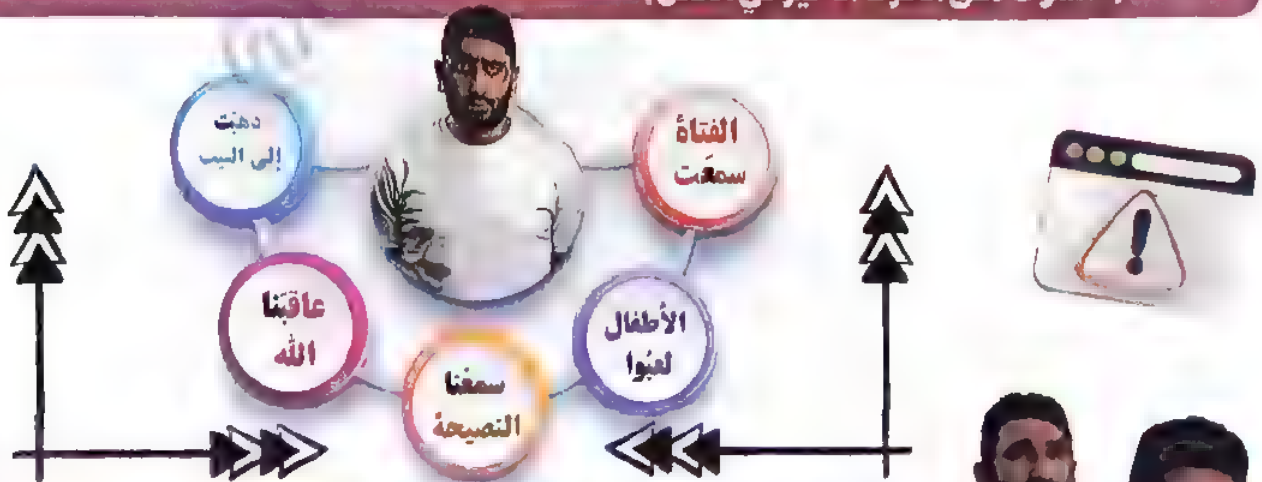 الفتاةُ
سمعَت
الأطفال
لعبُوا
سمعْنا
النصيحة
عاقبَنا
الله
ذهبَت
إلى البيت